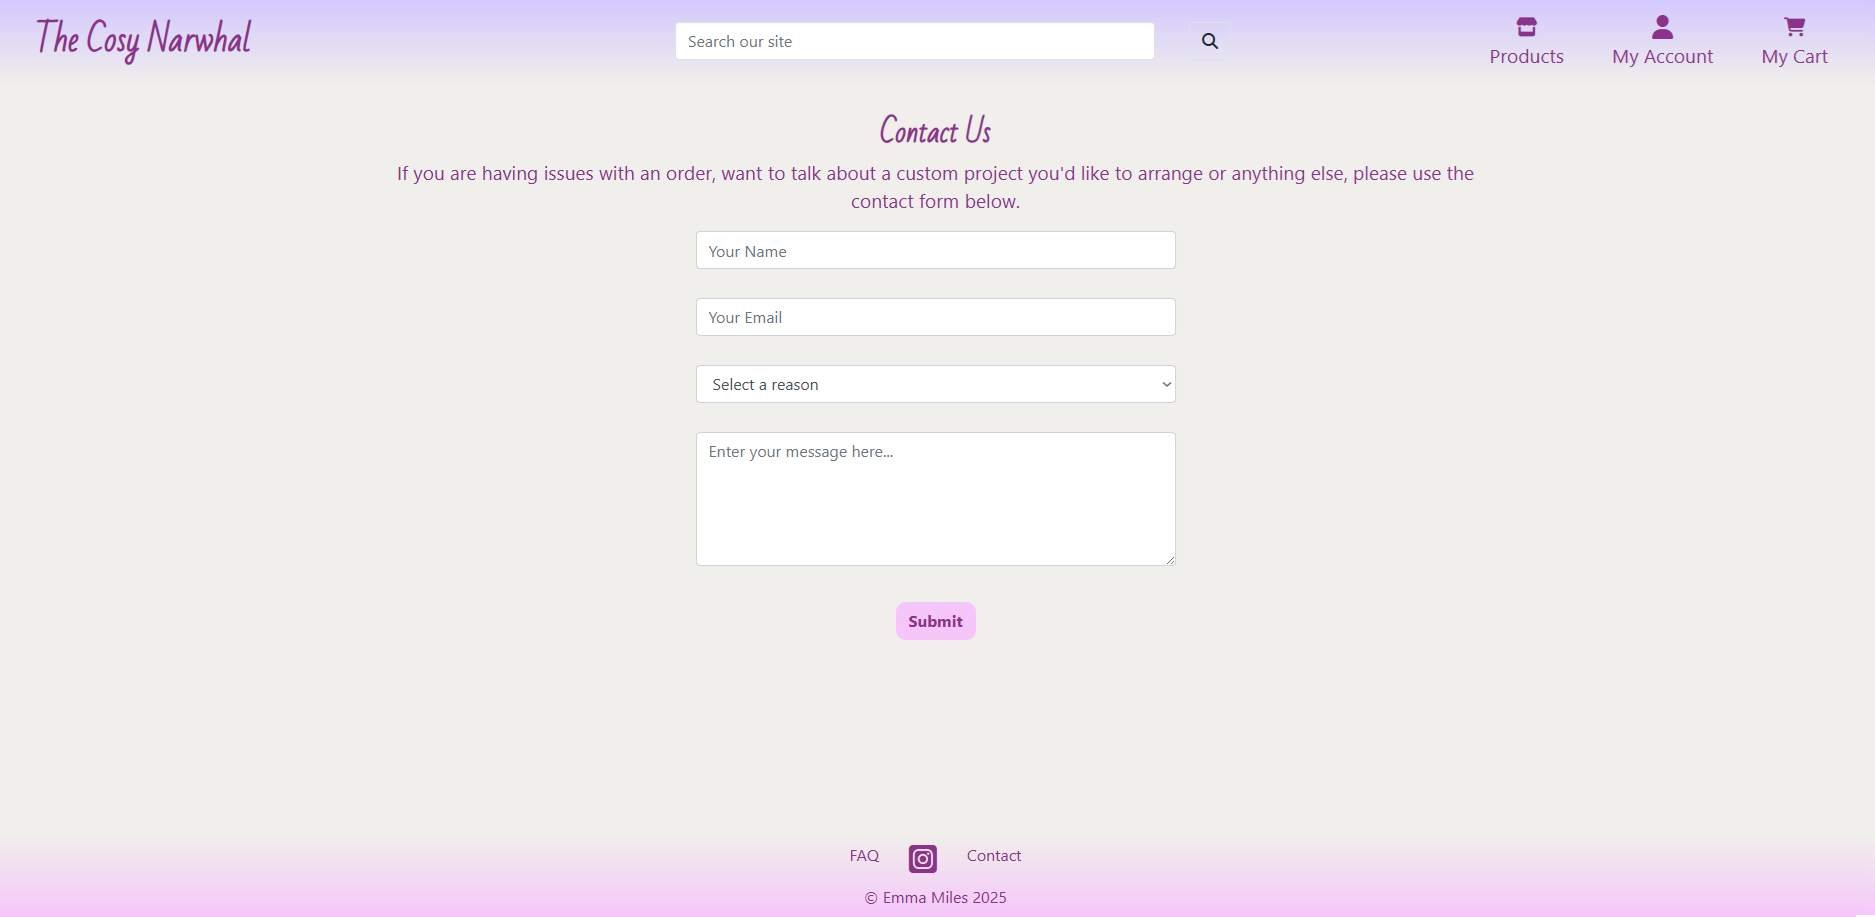 The Cosy Narwhal
Search our site
Products
My Account
My Cart
Contact Us
If you are having issues with an order, want to talk about a custom project you'd like to arrange or anything else, please use the
contact form below.
Your Name
Your Email
Select a reason
Enter your message here...
Submit
FAQ
Contact
© Emma Miles 2025